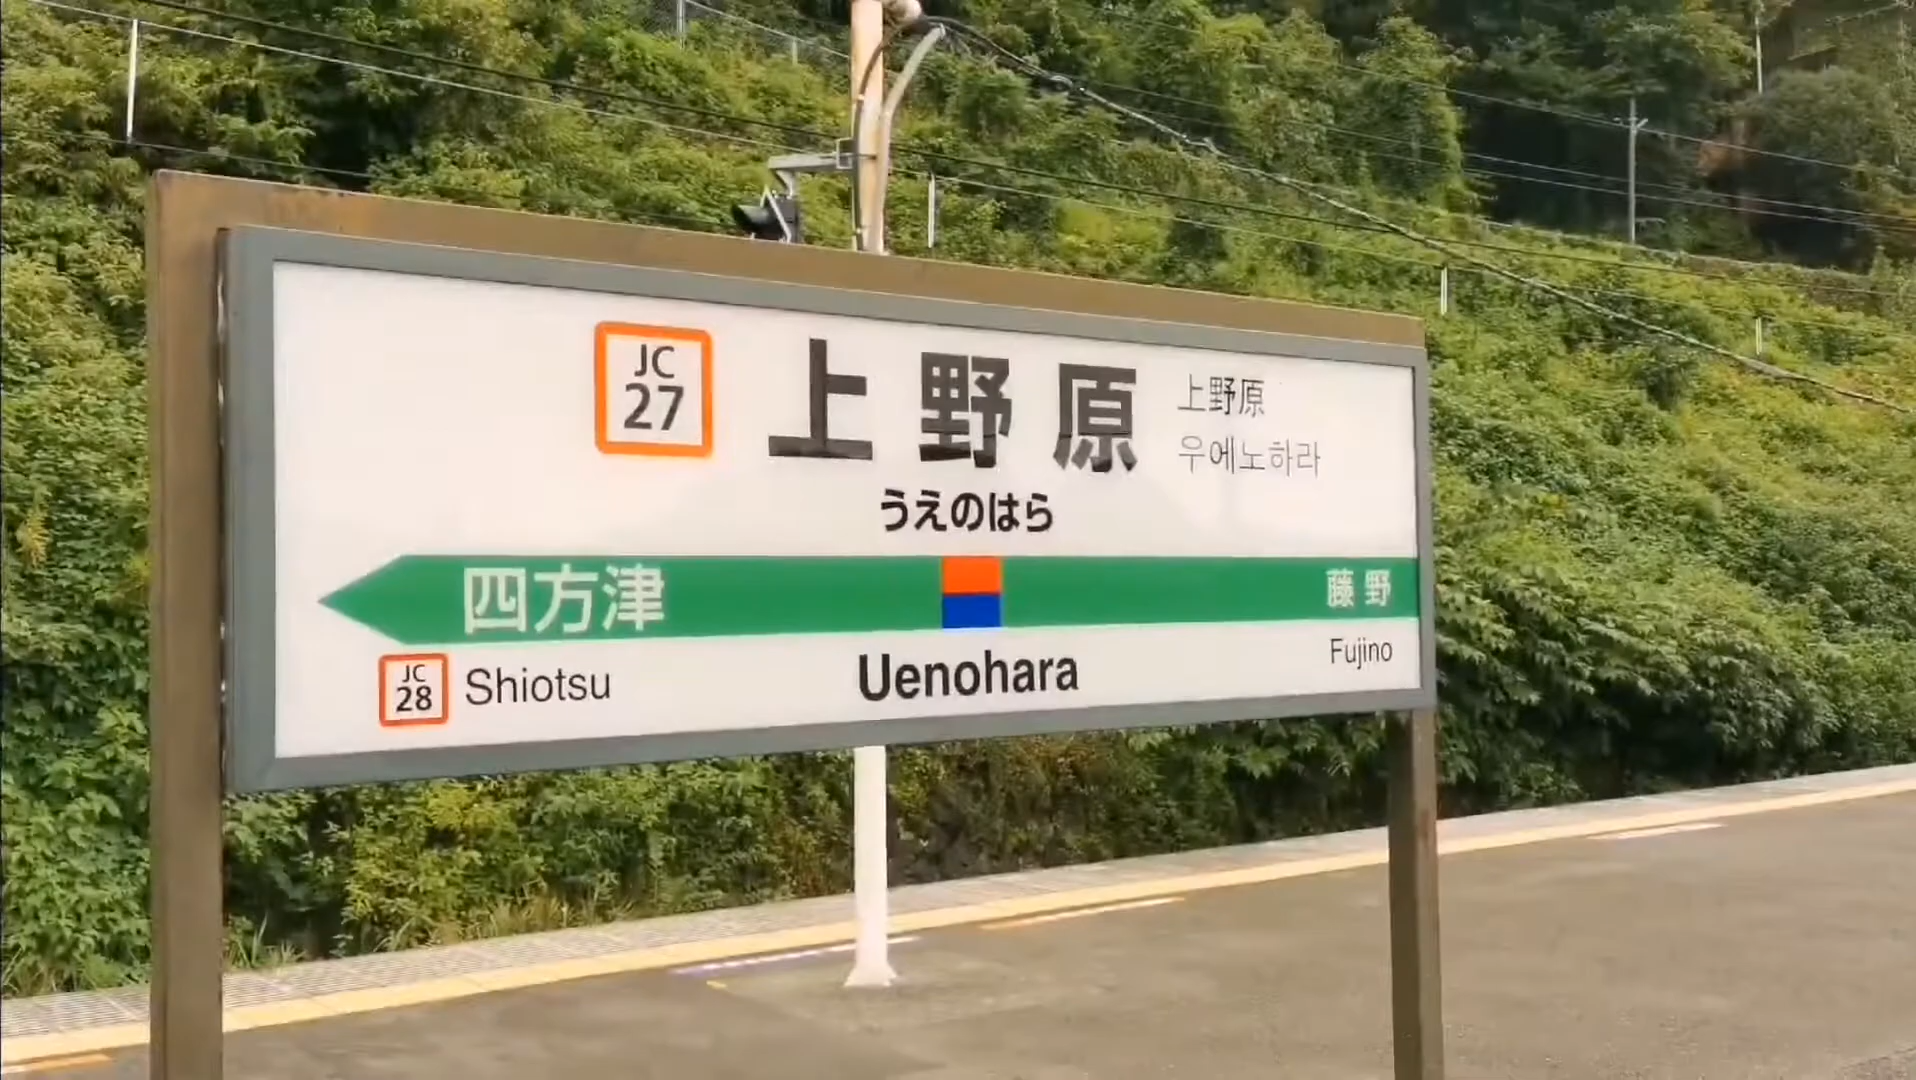 JC
27
上野原
上野原
우에노하라
うえのはら
四方津
藤野
JC
28
Shiotsu
Uenohara
Fujino